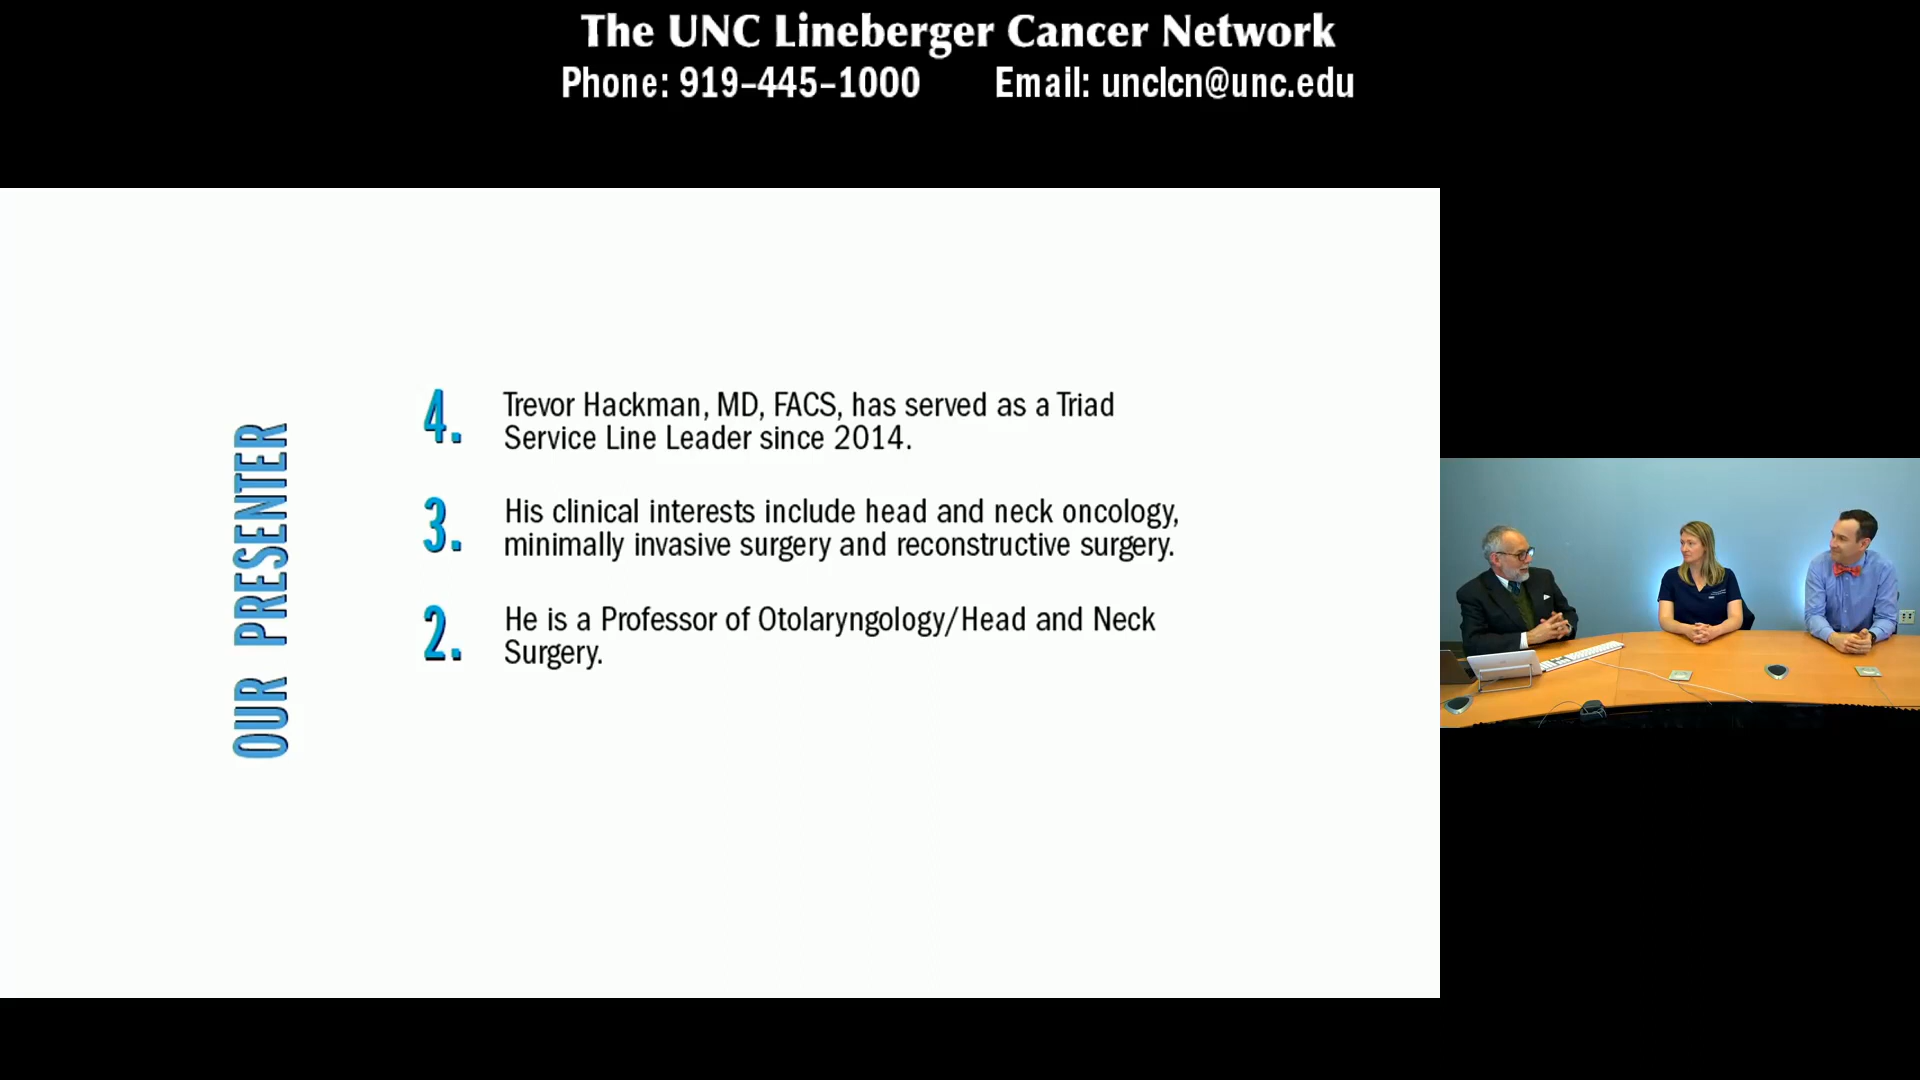 The UNC Lineberger Cancer Network
Phone: 919-445-1000 Email: unclcn@unc.edu
OUR PRESENTER
4. Trevor Hackman, MD, FACS, has served as a Triad
Service Line Leader since 2014.
3. His clinical interests include head and neck oncology,
minimally invasive surgery and reconstructive surgery.
2. He is a Professor of Otolaryngology/Head and Neck
Surgery.